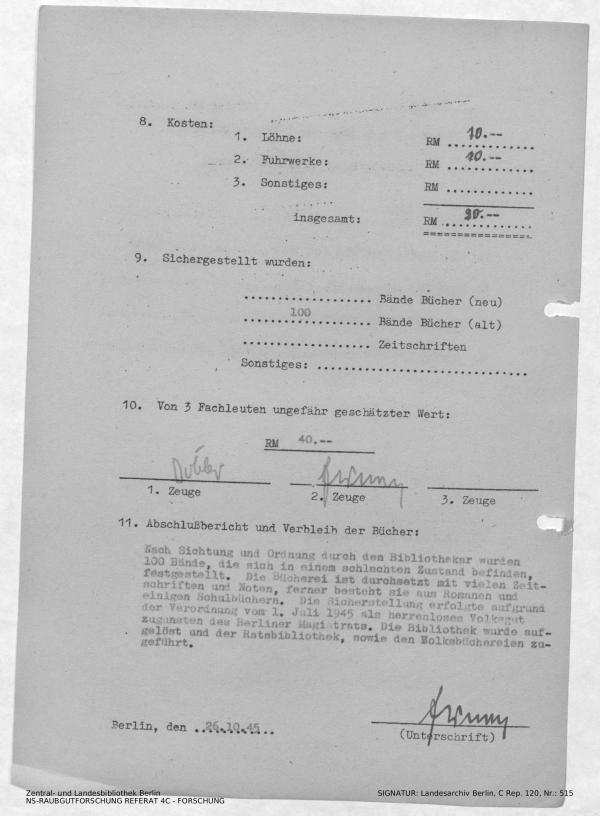 8. Kosten:
1. Löhne: RM 10.--
2. Fuhrwerke: RM 10.--
3. Sonstiges: RM ............
insgesamt: RM 20.--
9. Sichergestellt wurden:
.................. Bände Bücher (neu)
100 Bände Bücher (alt)
.................. Zeitschriften
Sonstiges: ..............................
10. Von 3 Fachleuten ungefähr geschätzter Wert:
RM 40.--
1. Zeuge 2. Zeuge 3. Zeuge
11. Abschlußbericht und Verbleib der Bücher:
Nach Sichtung und Ordnung durch den Bibliothekar wurden
100 Bände, die sich in einem schlechten Zustand befinden,
festgestellt. Die Bücherei ist durchsetzt mit vielen Zeit-
schriften und Noten, ferner besteht sie aus Romanen und
einigen Schulbüchern. Die Sicherstellung erfolgte aufgrund
der Verordnung vom 1. Juli 1945 als herrenloses Volksgut
zugunsten des Berliner Magistrats. Die Bibliothek wurde auf-
gelöst und der Ratsbibliothek, sowie den Volksbüchereien zu-
geführt.
Berlin, den 26.10.45
(Unterschrift)
Zentral- und Landesbibliothek Berlin
NS-RAUBGUTFORSCHUNG REFERAT 4C - FORSCHUNG
SIGNATUR: Landesarchiv Berlin, C Rep. 120, Nr.: 515